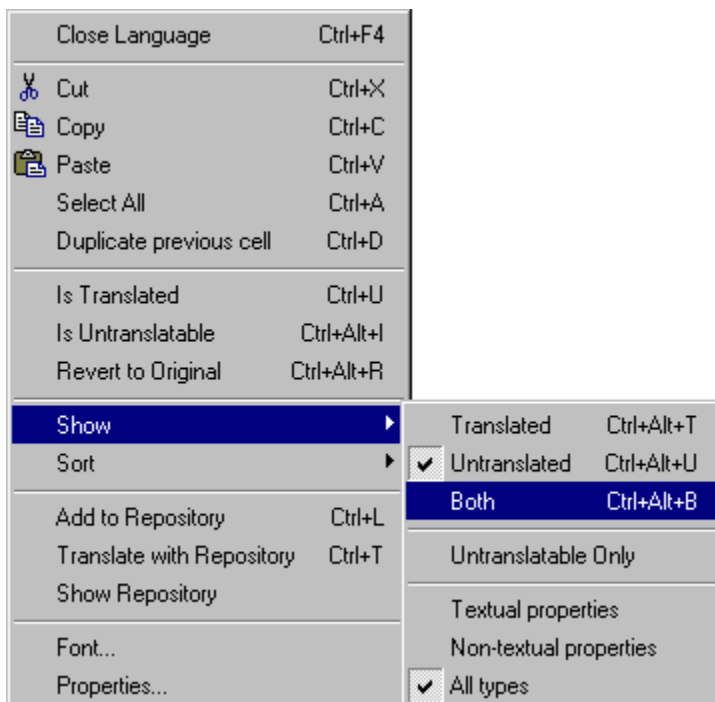 Close Language Ctrl+F4
Cut Ctrl+X
Copy Ctrl+C
Paste Ctrl+V
Select All Ctrl+A
Duplicate previous cell Ctrl+D
Is Translated Ctrl+U
Is Untranslatable Ctrl+Alt+I
Revert to Original Ctrl+Alt+R
Show
Sort
Add to Repository Ctrl+L
Translate with Repository Ctrl+T
Show Repository
Font...
Properties...
Translated Ctrl+Alt+T
Untranslated Ctrl+Alt+U
Both Ctrl+Alt+B
Untranslatable Only
Textual properties
Non-textual properties
All types